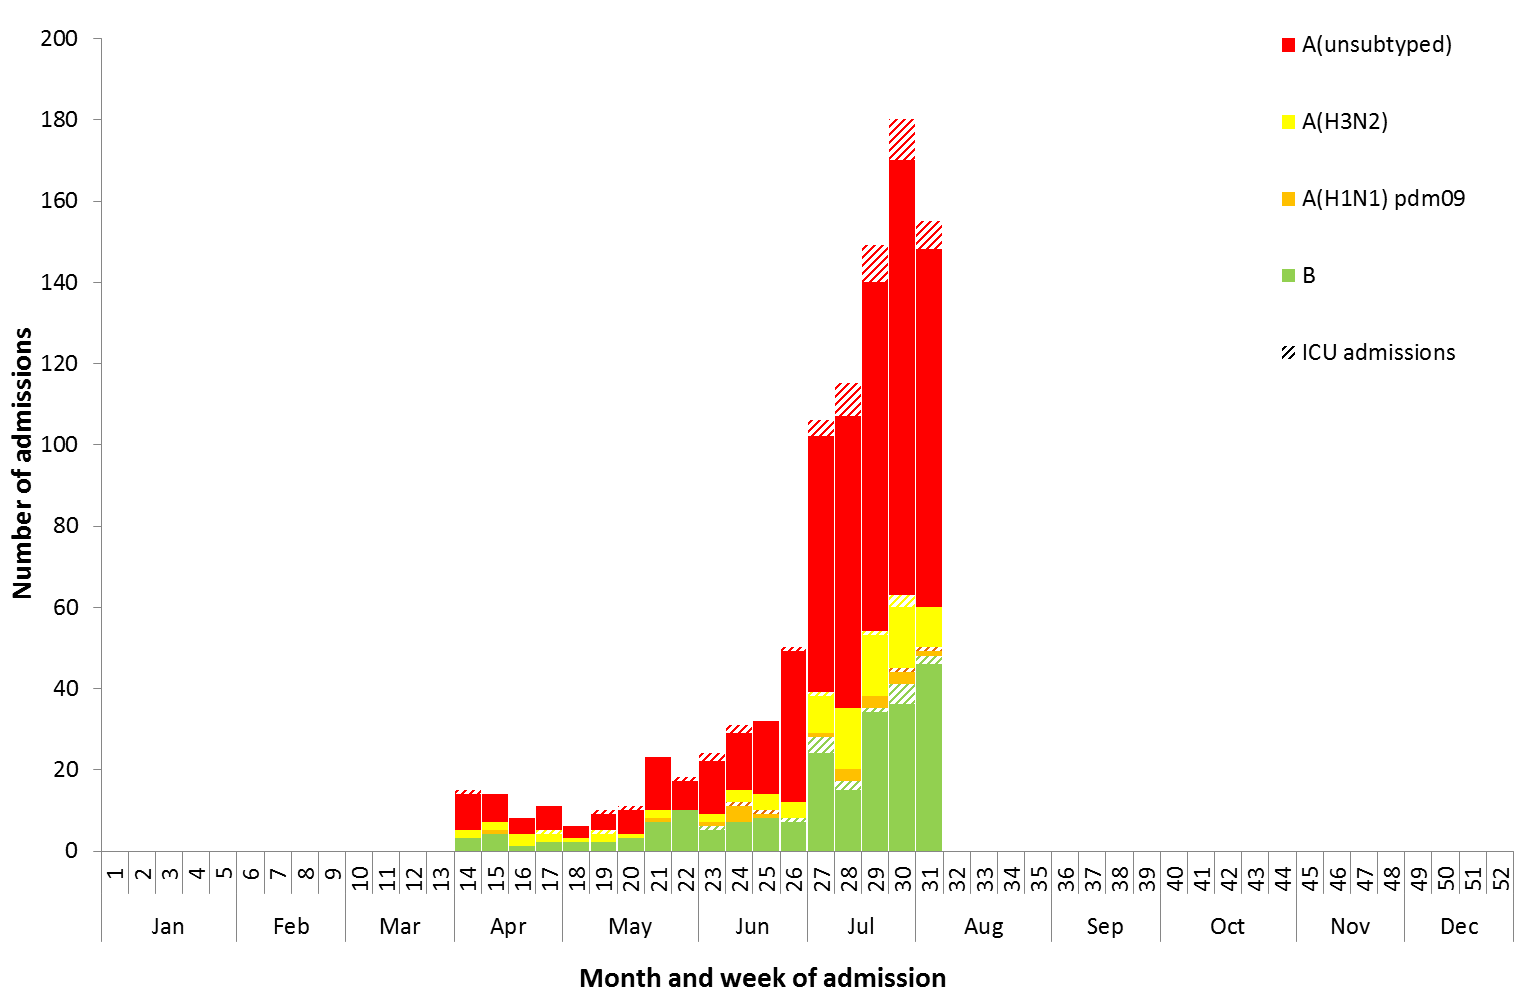 200
180
160
140
120
100
80
60
40
20
0
Number of admissions
A(unsubtyped)
A(H3N2)
A(H1N1) pdm09
B
ICU admissions
1 2 3 4 5 6 7 8 9 10 11 12 13 14 15 16 17 18 19 20 21 22 23 24 25 26 27 28 29 30 31 32 33 34 35 36 37 38 39 40 41 42 43 44 45 46 47 48 49 50 51 52
Jan Feb Mar Apr May Jun Jul Aug Sep Oct Nov Dec
Month and week of admission